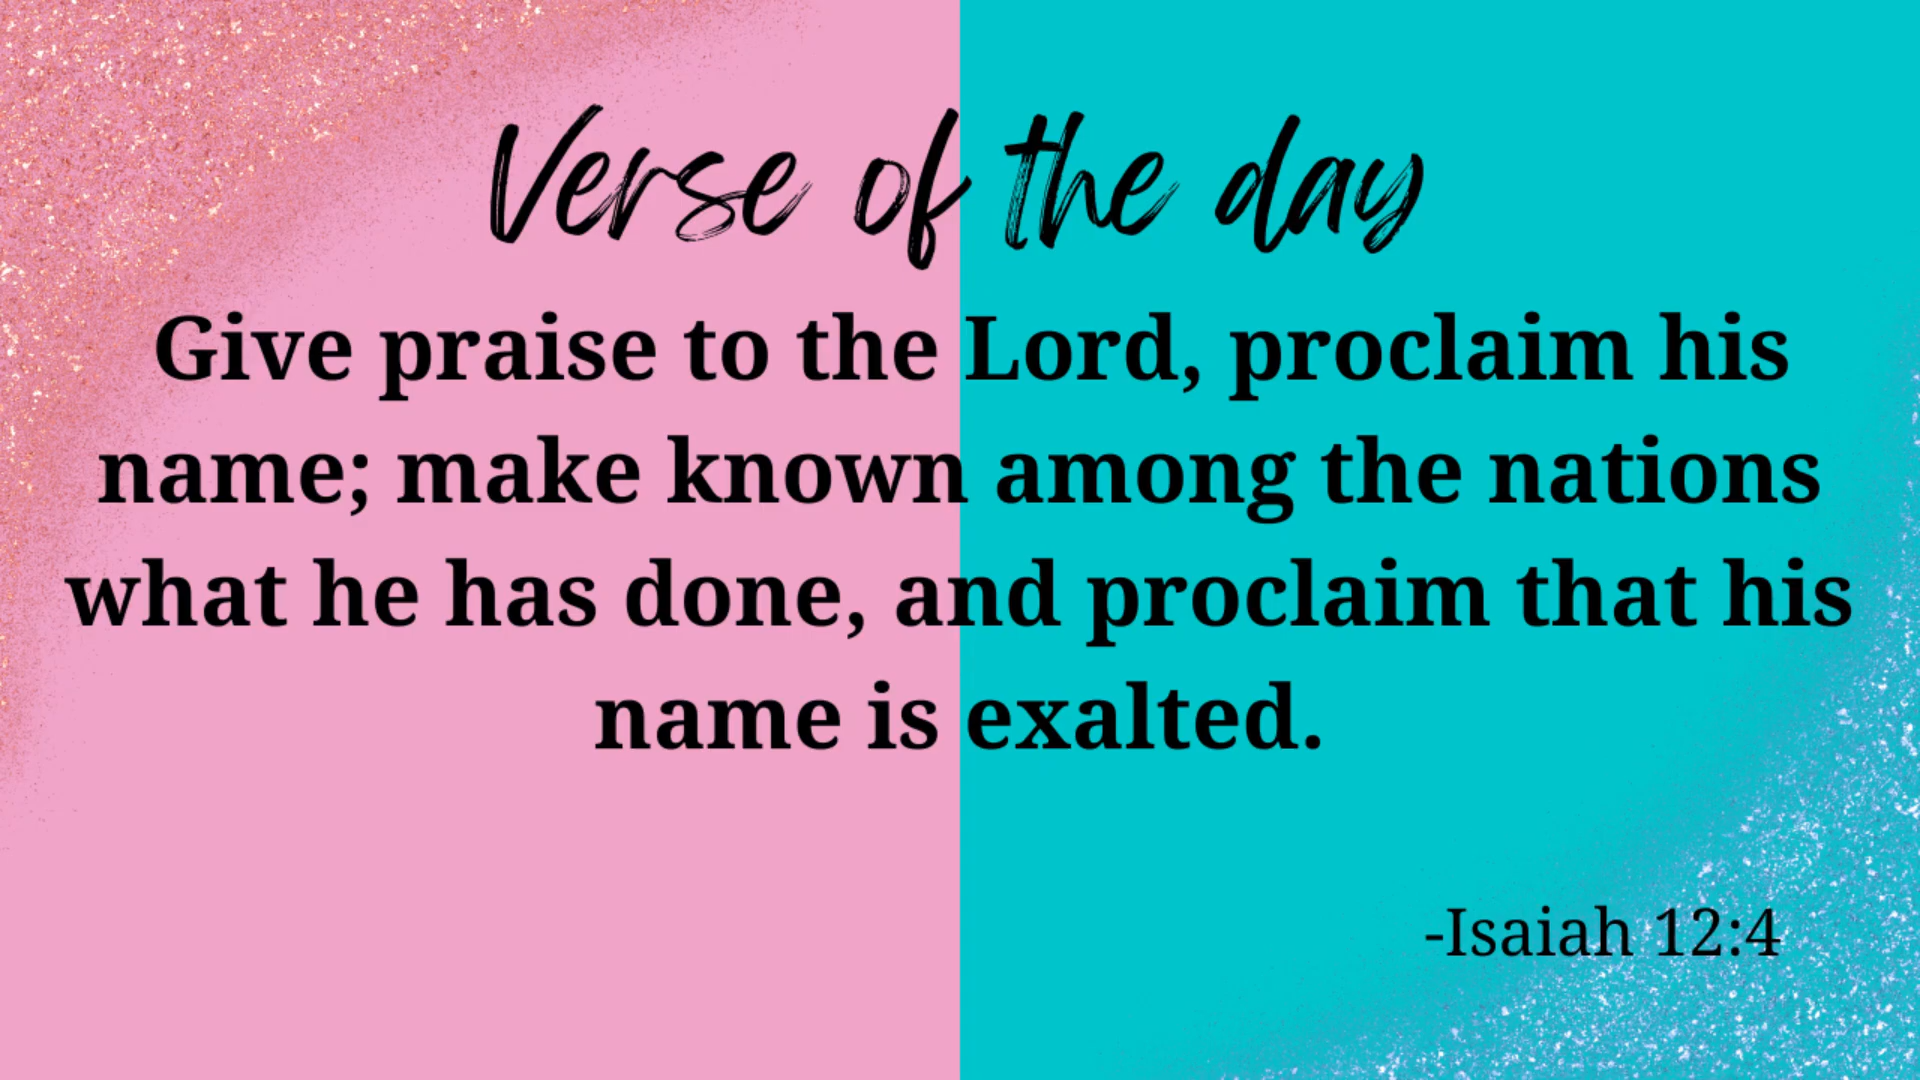 Verse of the day
Give praise to the Lord, proclaim his
name; make known among the nations
what he has done, and proclaim that his
name is exalted.
-Isaiah 12:4